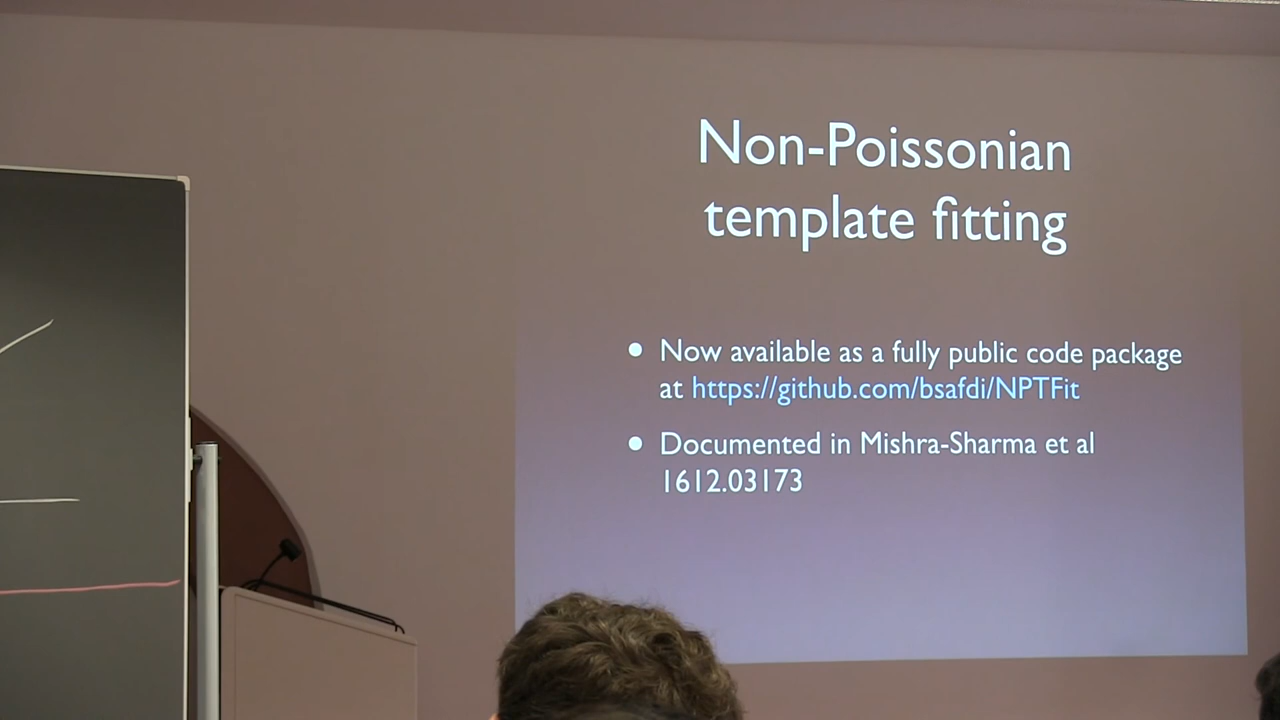 Non-Poissonian
template fitting
• Now available as a fully public code package
at https://github.com/bsafdi/NPTFit
• Documented in Mishra-Sharma et al
1612.03173